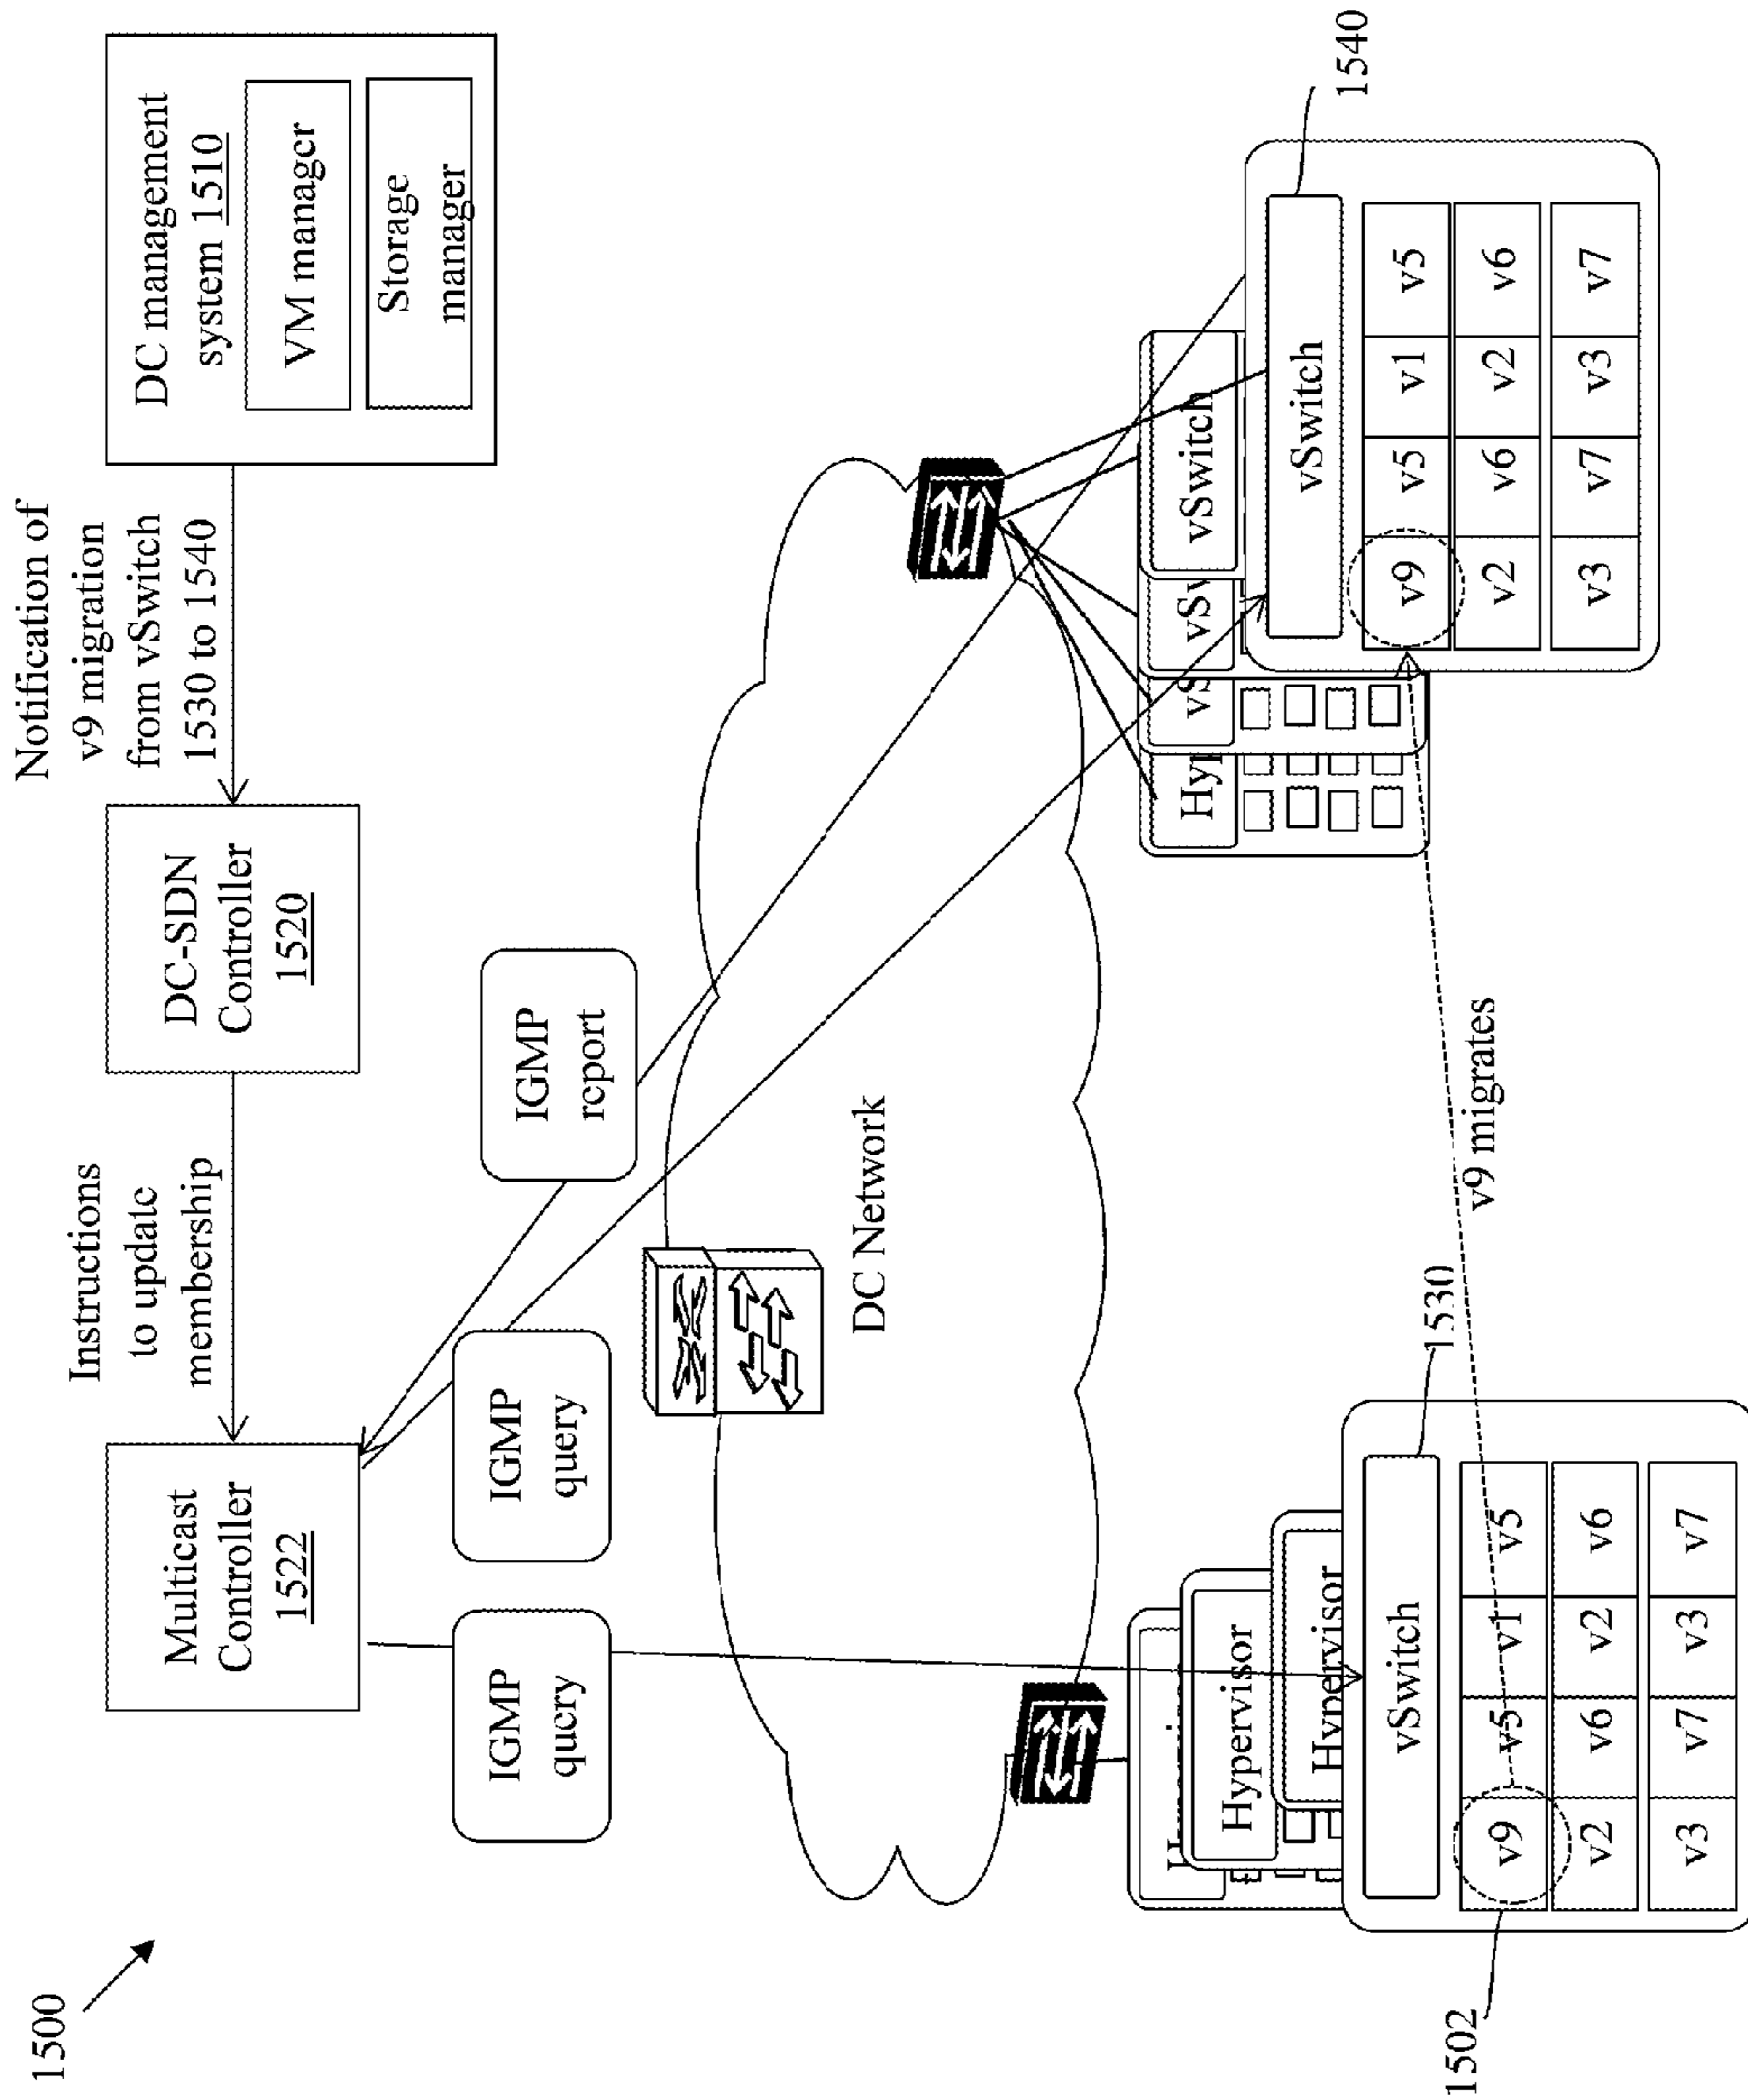 1500
Multicast
Controller
1522
Instructions
to update
membership
DC-SDN
Controller
1520
Notification of
v9 migration
from vSwitch
1530 to 1540
DC management
system 1510
VM manager
Storage
manager
IGMP
query
IGMP
query
IGMP
report
DC Network
Hypervisor
Hypervisor
vSwitch
1530
v9 v5 v1 v5
v2 v6 v2 v6
v3 v7 v3 v7
1502
v9 migrates
Hyp
vS
vSw
vSwitch
vSwitch
1540
v9 v5 v1 v5
v2 v6 v2 v6
v3 v7 v3 v7